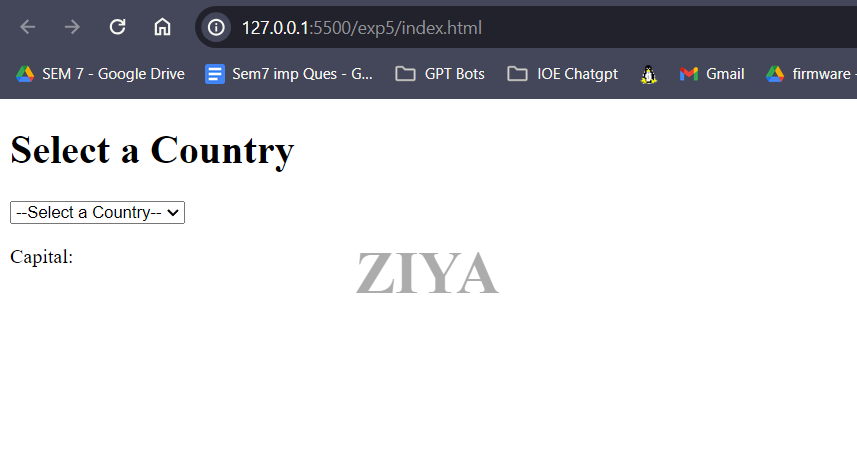 127.0.0.1:5500/exp5/index.html
SEM 7 - Google Drive Sem7 imp Ques - G... GPT Bots IOE Chatgpt Gmail firmware -
Select a Country
--Select a Country--
Capital:
ZIYA